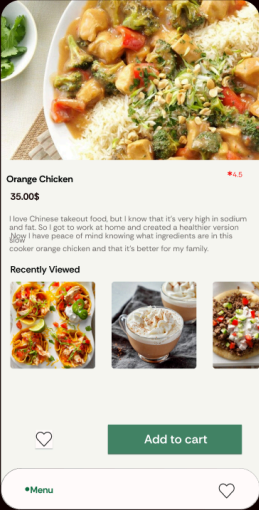 Orange Chicken
*4.5
35.00$
I love Chinese takeout food, but I know that it's very high in sodium
and fat. So I got to work at home and created a healthier version
.Now I have peace of mind knowing what ingredients are in this
slow
cooker orange chicken and that it's better for my family.
Recently Viewed
Add to cart
•Menu